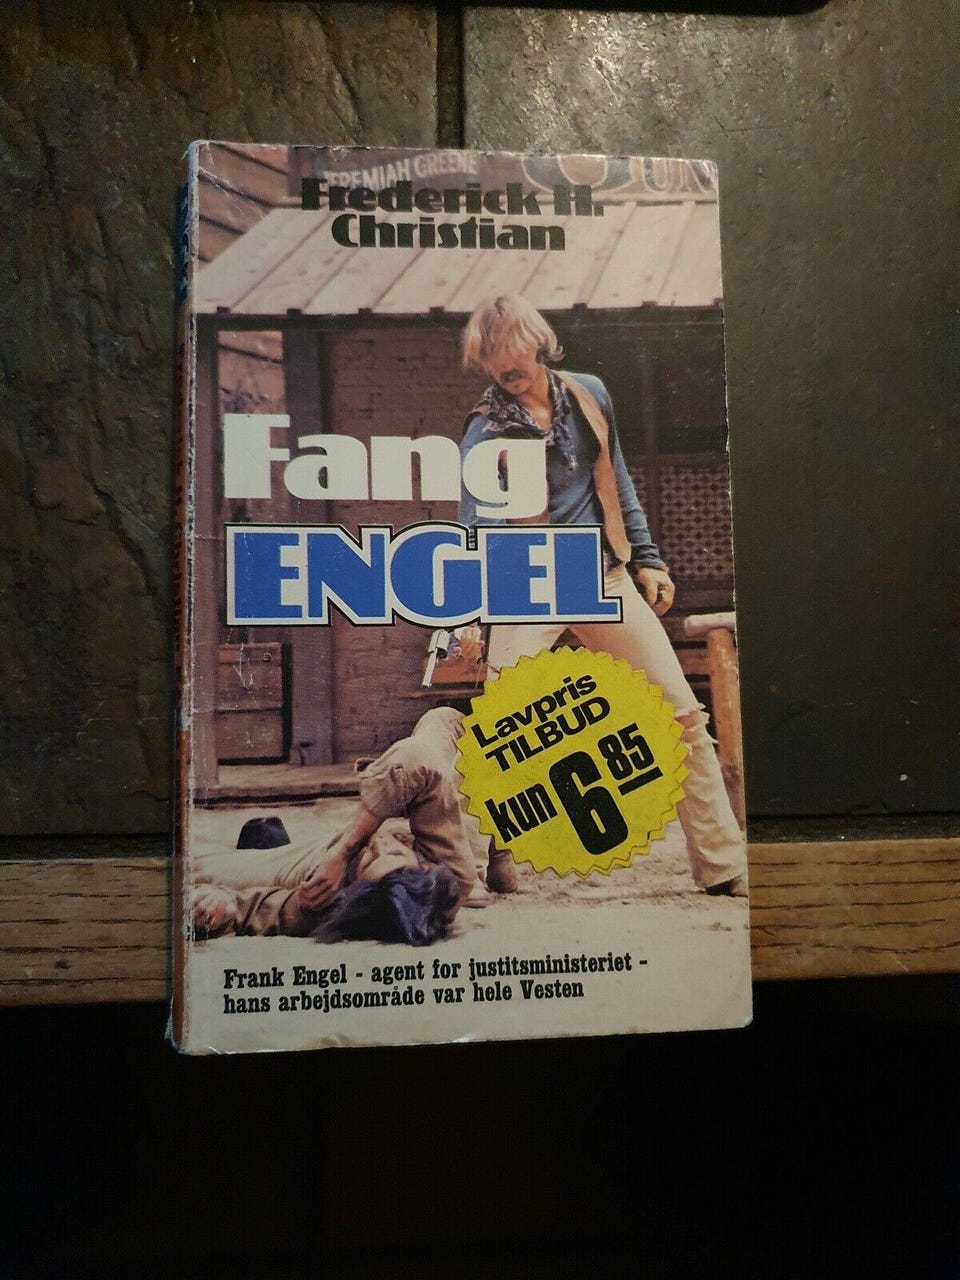 JEREMIAH GREENE
GUN
Frederick H.
Christian
Fang
ENGEL
Lavpris
TILBUD
kun 6 85
Frank Engel - agent for justitsministeriet -
hans arbejdsområde var hele Vesten